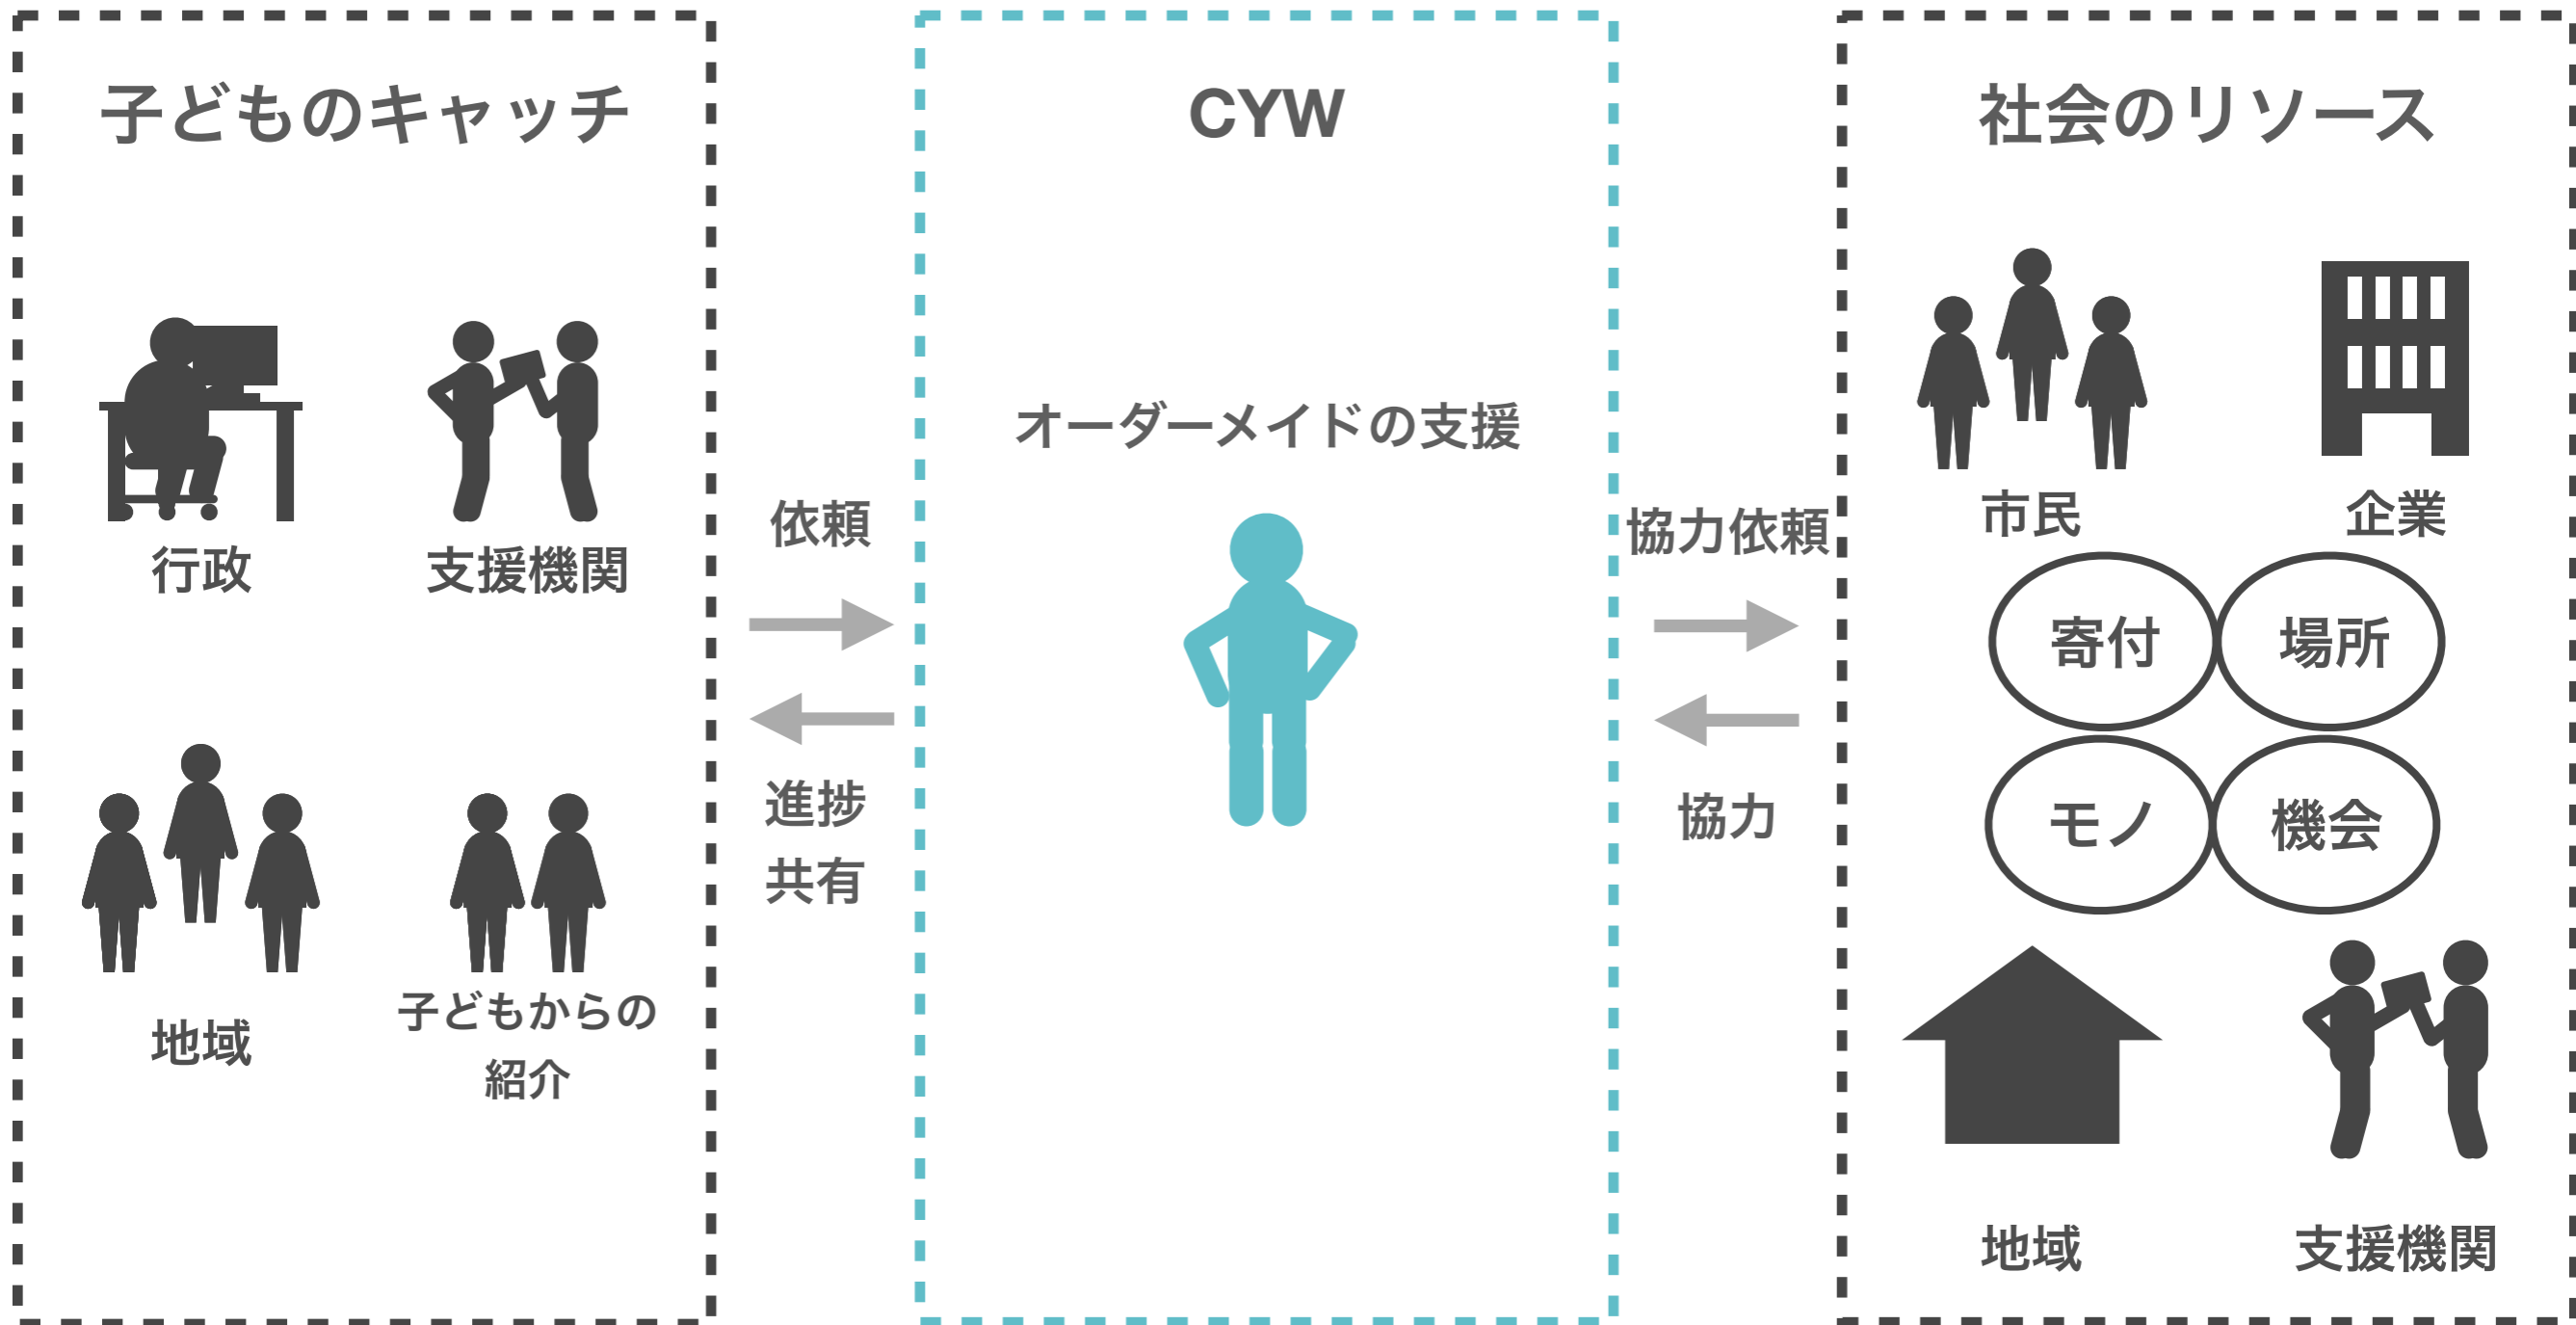 子どものキャッチ
行政
支援機関
地域
子どもからの
紹介
依頼
進捗
共有
CYW
オーダーメイドの支援
協力依頼
協力
社会のリソース
市民
企業
寄付
場所
モノ
機会
地域
支援機関